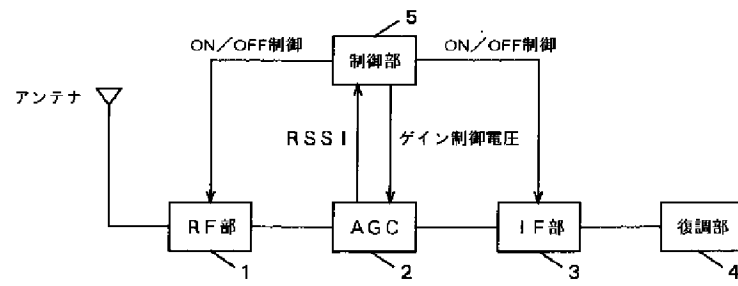 5
ON/OFF制御
制御部
ON/OFF制御
アンテナ
RSSI
ゲイン制御電圧
RF部
AGC
IF部
復調部
1
2
3
4